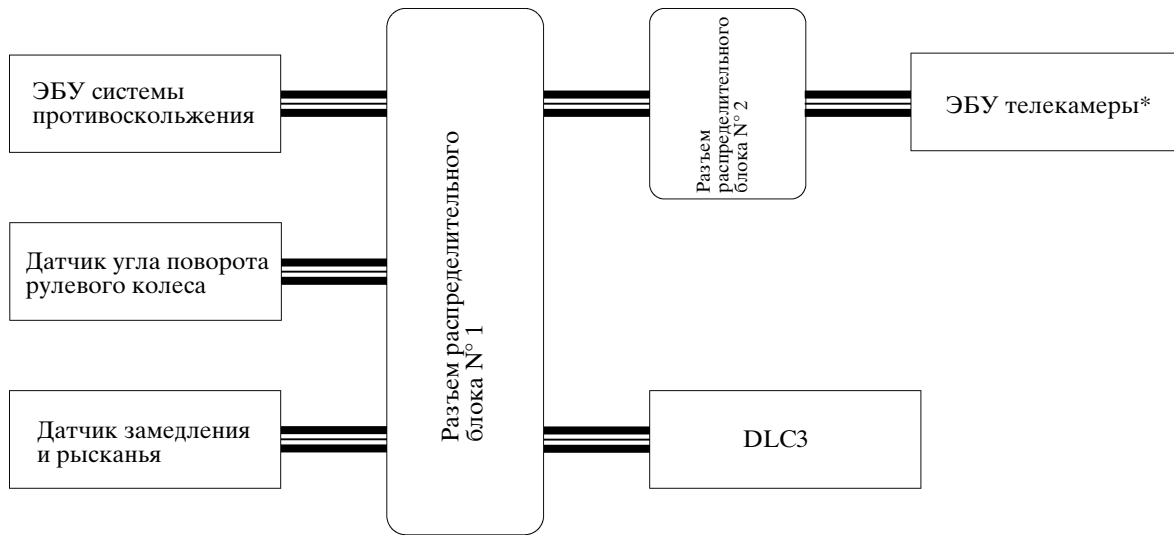 ЭБУ системы
противоскольжения
Датчик угла поворота
рулевого колеса
Датчик замедления
и рысканья
Разъем распределительного
блока N° 1
Разъем
распределительного
блока N° 2
ЭБУ телекамеры*
DLC3